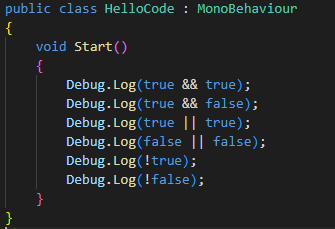 public class HelloCode : MonoBehaviour
{
    void Start()
    {
        Debug.Log(true && true);
        Debug.Log(true && false);
        Debug.Log(true || true);
        Debug.Log(false || false);
        Debug.Log(!true);
        Debug.Log(!false);
    }
}